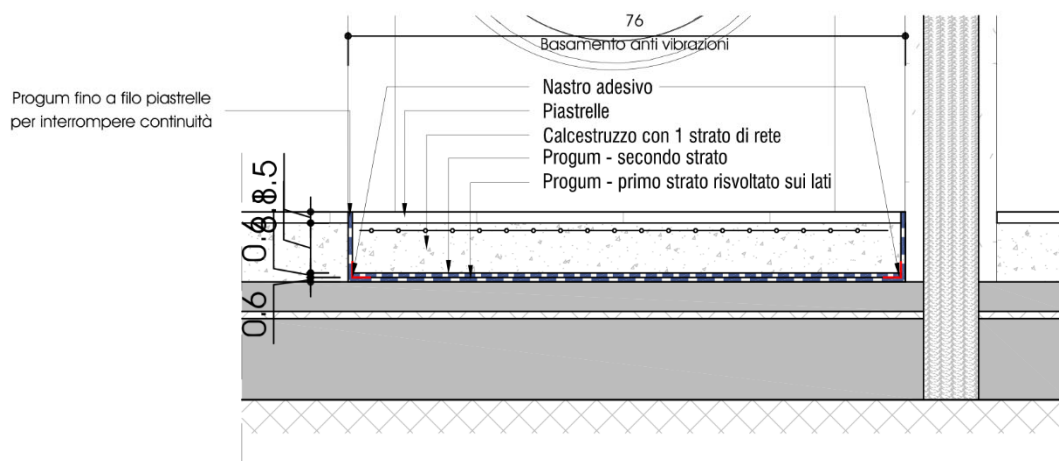 76
Basamento anti vibrazioni
Nastro adesivo
Piastrelle
Calcestruzzo con 1 strato di rete
Progum - secondo strato
Progum - primo strato risvoltato sui lati
Progum fino a filo piastrelle
per interrompere continuità
0.6